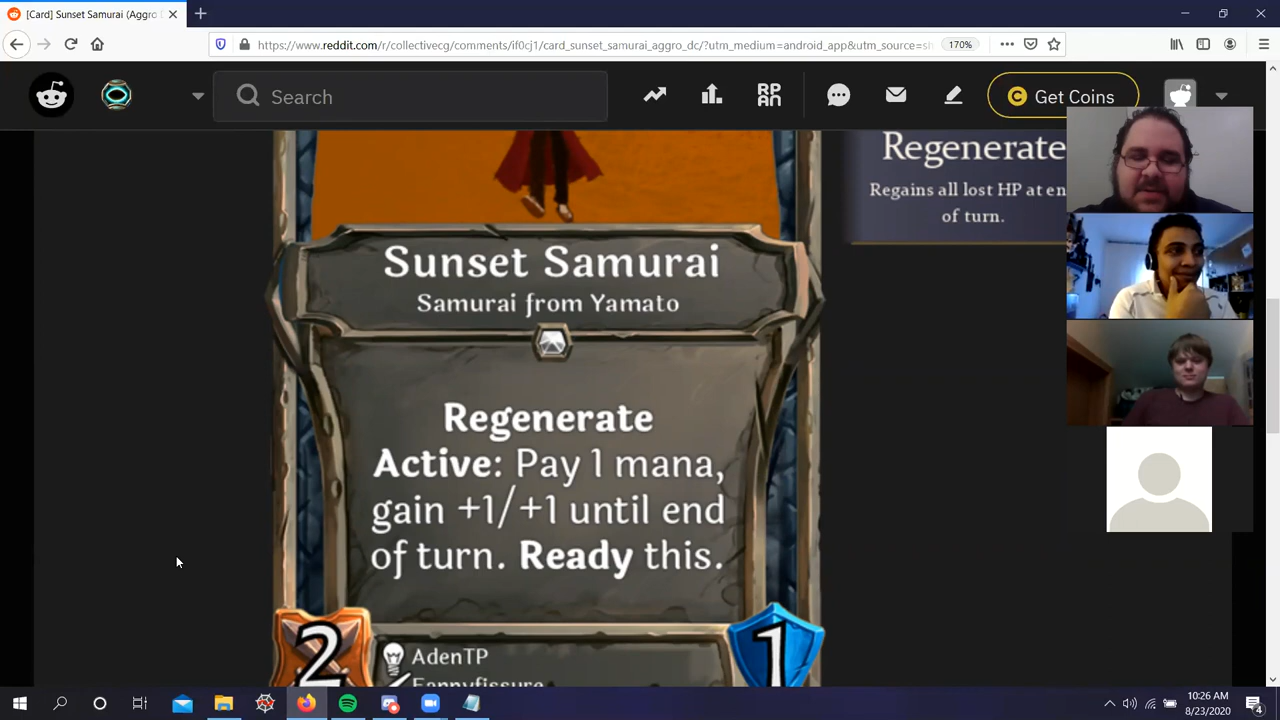 [Card] Sunset Samurai (Aggro
https://www.reddit.com/r/collectivecg/comments/if0cj1/card_sunset_samurai_aggro_dc/?utm_medium=android_app&utm_source=sh
170%
Search
RPAN
Get Coins
Regenerate
Regains all lost HP at en
of turn.
Sunset Samurai
Samurai from Yamato
Regenerate
Active: Pay 1 mana,
gain +1/+1 until end
of turn. Ready this.
2
AdenTP
1
Fannyfissure
10:26 AM
8/23/2020
4